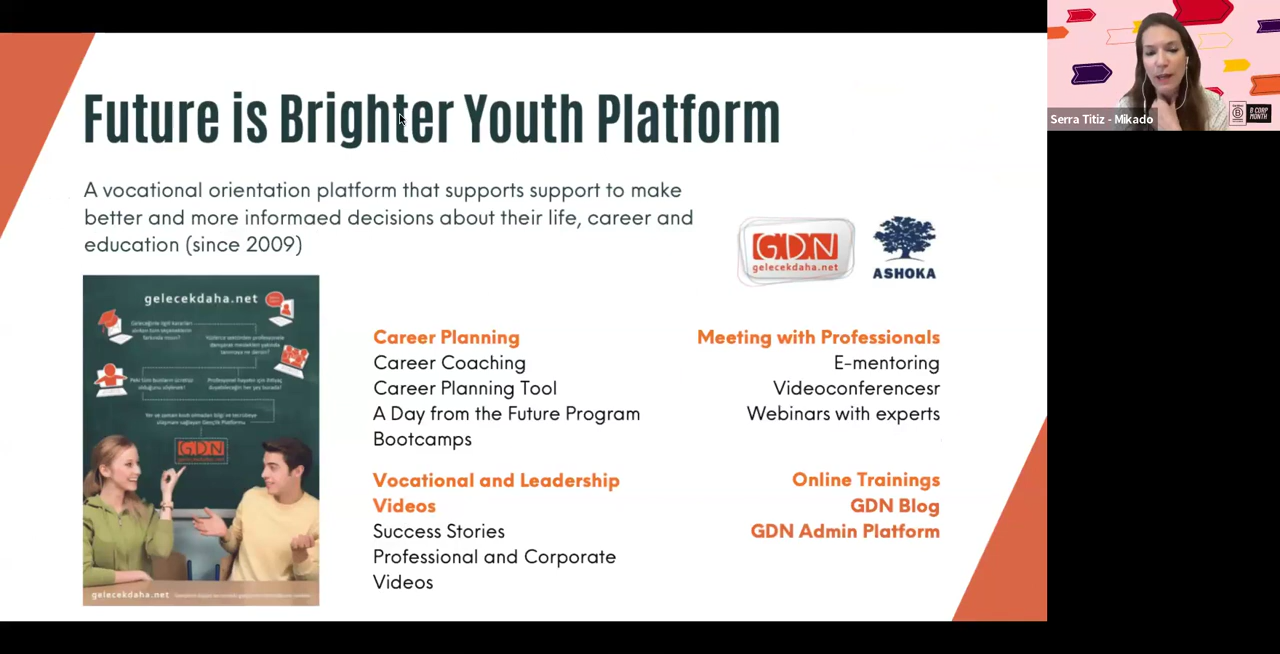 Future is Brighter Youth Platform
A vocational orientation platform that supports support to make
better and more informaed decisions about their life, career and
education (since 2009)
GDN
gelecekdaha.net
ASHOKA
gelecekdaha.net
GDN
gelecekdaha.net
Career Planning
Career Coaching
Career Planning Tool
A Day from the Future Program
Bootcamps
Vocational and Leadership
Videos
Success Stories
Professional and Corporate
Videos
Meeting with Professionals
E-mentoring
Videoconferencesr
Webinars with experts
Online Trainings
GDN Blog
GDN Admin Platform
Serra Titiz - Mikado
B CORP
MONTH